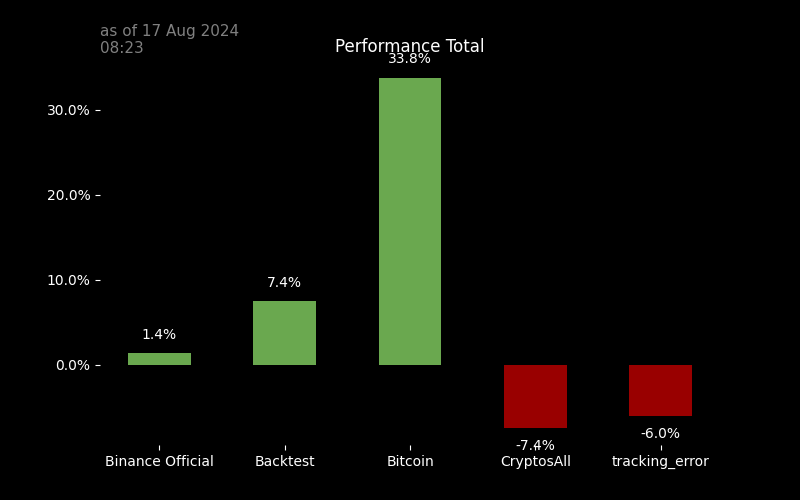 as of 17 Aug 2024
08:23
Performance Total
33.8%
30.0%
20.0%
10.0%
7.4%
1.4%
0.0%
-7.4%
-6.0%
Binance Official
Backtest
Bitcoin
CryptosAll
tracking_error